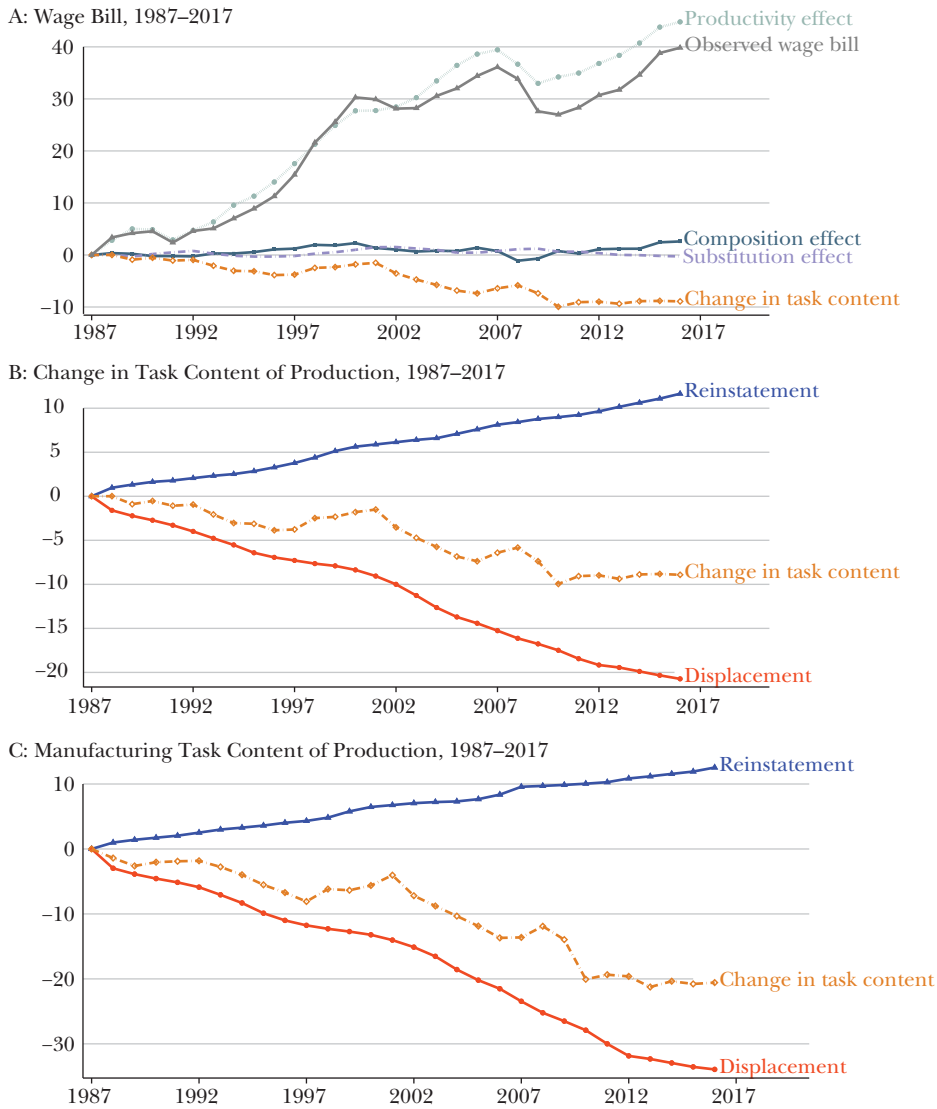 A: Wage Bill, 1987–2017
Productivity effect
40
Observed wage bill
30
20
10
Composition effect
0
Substitution effect
Change in task content
–10
1987 1992 1997 2002 2007 2012 2017
B: Change in Task Content of Production, 1987–2017
Reinstatement
10
5
0
–5
Change in task content
–10
–15
–20
Displacement
1987 1992 1997 2002 2007 2012 2017
C: Manufacturing Task Content of Production, 1987–2017
Reinstatement
10
0
–10
–20
Change in task content
–30
Displacement
1987 1992 1997 2002 2007 2012 2017